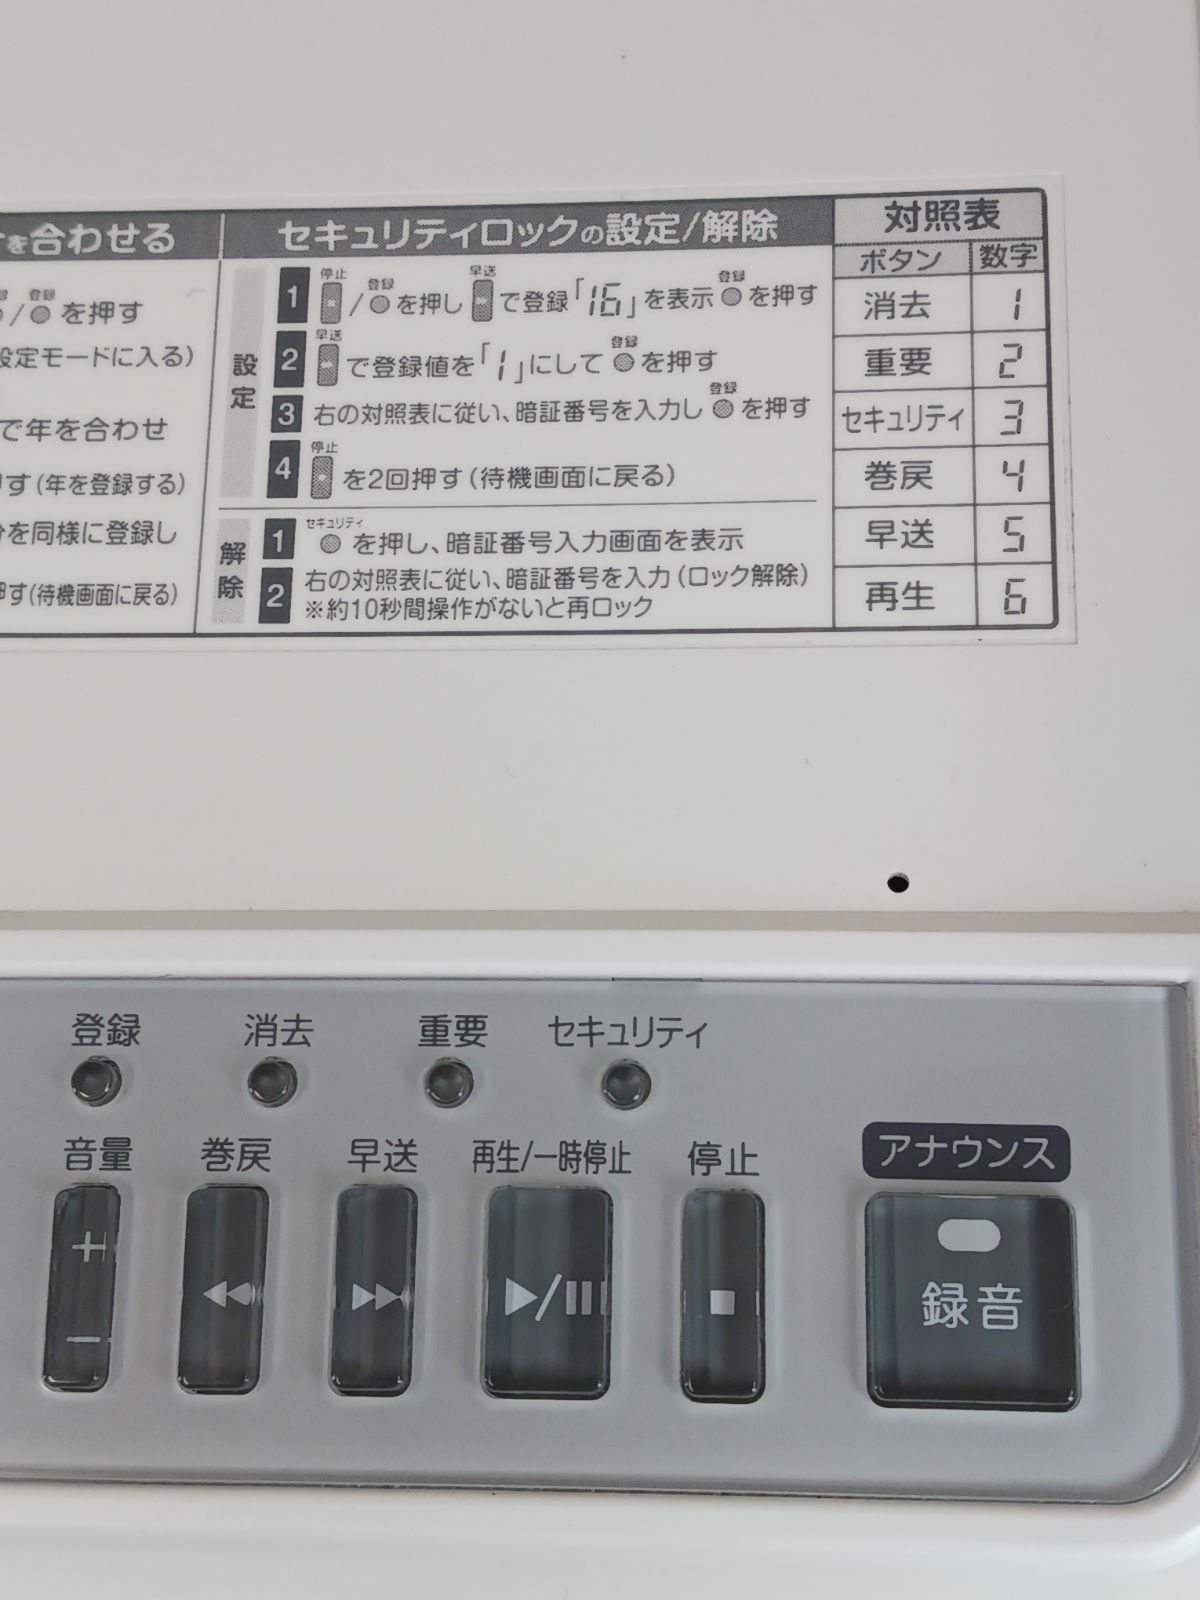 を合わせる
登録
/ を押す
設定モードに入る)
で年を合わせ
す(年を登録する)
を同様に登録し
押す(待機画面に戻る)
セキュリティロックの設定/解除
設定
停止 登録 早送 登録
1 / を押し で登録「16」を表示 を押す
早送 登録
2 で登録値を「1」にして を押す
登録
3 右の対照表に従い、暗証番号を入力し を押す
停止
4 を2回押す(待機画面に戻る)
解除
セキュリティ
1 を押し、暗証番号入力画面を表示
2 右の対照表に従い、暗証番号を入力(ロック解除)
※約10秒間操作がないと再ロック
対照表
ボタン 数字
消去 1
重要 2
セキュリティ 3
巻戻 4
早送 5
再生 6
登録 消去 重要 セキュリティ
音量 巻戻 早送 再生/一時停止 停止 アナウンス
+
−
録音